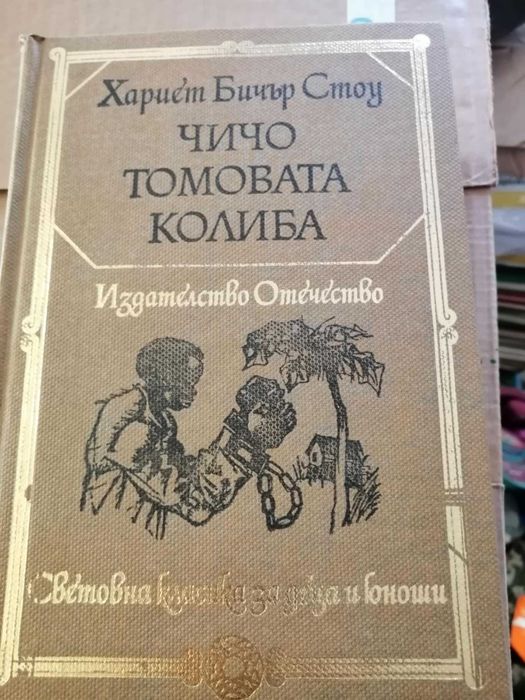 Хариет Бичър Стоу
ЧИЧО
ТОМОВАТА
КОЛИБА
Издателство Отечество
Световна класика за деца и юноши